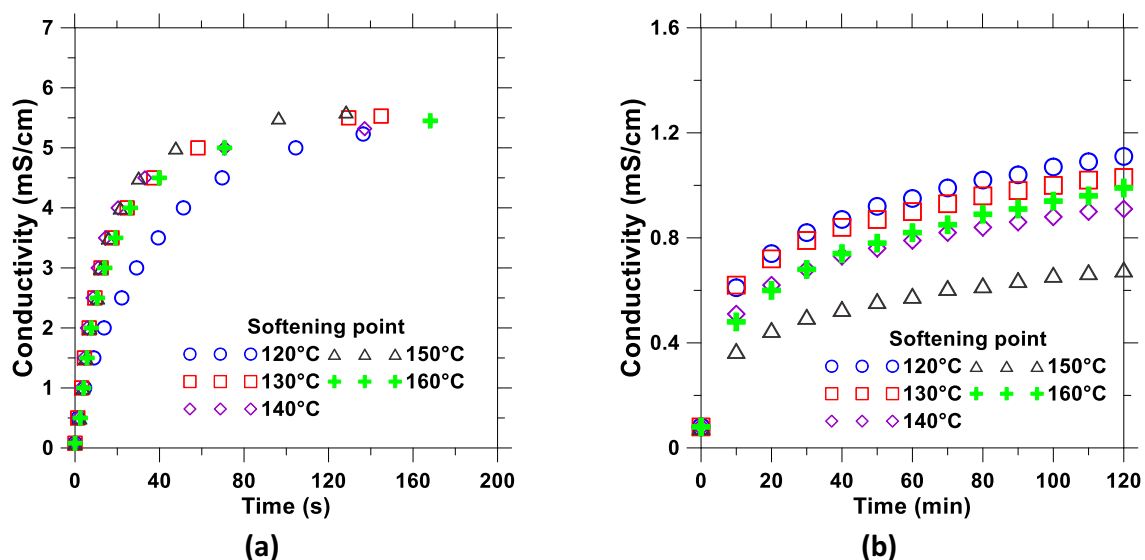 Conductivity (mS/cm)
7
6
5
4
3
2
1
0
Softening point
120°C 150°C
130°C 160°C
140°C
0 40 80 120 160 200
Time (s)
(a)
Conductivity (mS/cm)
1.6
1.2
0.8
0.4
0
Softening point
120°C 150°C
130°C 160°C
140°C
0 20 40 60 80 100 120
Time (min)
(b)